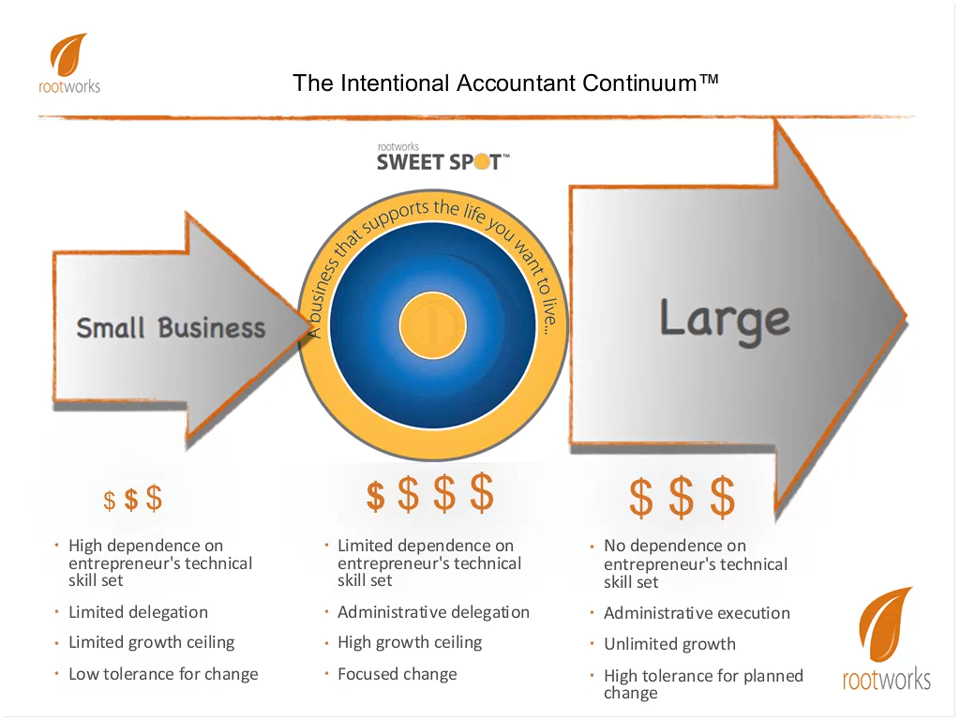 rootworks
The Intentional Accountant Continuum™
rootworks
SWEET SPOT™
A business that supports the life you want to live...
Small Business
Large
$ $ $
$ $ $ $
$ $ $
• High dependence on
entrepreneur's technical
skill set
• Limited delegation
• Limited growth ceiling
• Low tolerance for change
• Limited dependence on
entrepreneur's technical
skill set
• Administrative delegation
• High growth ceiling
• Focused change
• No dependence on
entrepreneur's technical
skill set
• Administrative execution
• Unlimited growth
• High tolerance for planned
change
rootworks